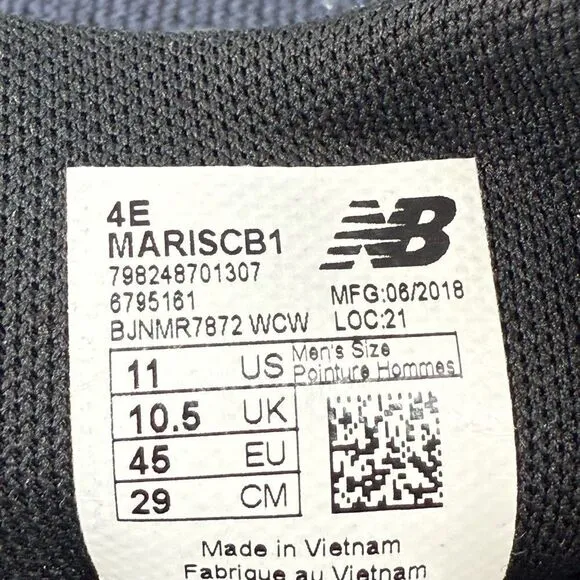 4E
MARISCB1
798248701307
6795161
BJNMR7872 WCW
NB
MFG:06/2018
LOC:21
11 US Men's Size
Pointure Hommes
10.5 UK
45 EU
29 CM
Made in Vietnam
Fabrique au Vietnam